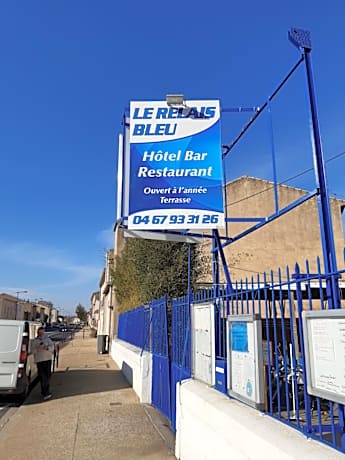 LE RELAIS
BLEU
Hôtel Bar
Restaurant
Ouvert à l'année
Terrasse
04 67 93 31 26